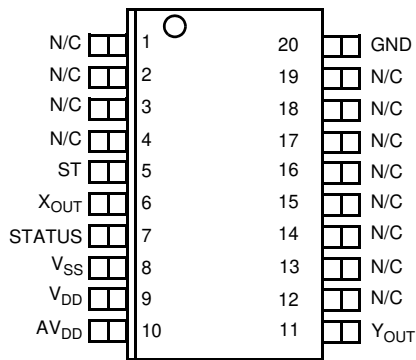 N/C 1 20 GND
N/C 2 19 N/C
N/C 3 18 N/C
N/C 4 17 N/C
ST 5 16 N/C
XOUT 6 15 N/C
STATUS 7 14 N/C
VSS 8 13 N/C
VDD 9 12 N/C
AVDD 10 11 YOUT